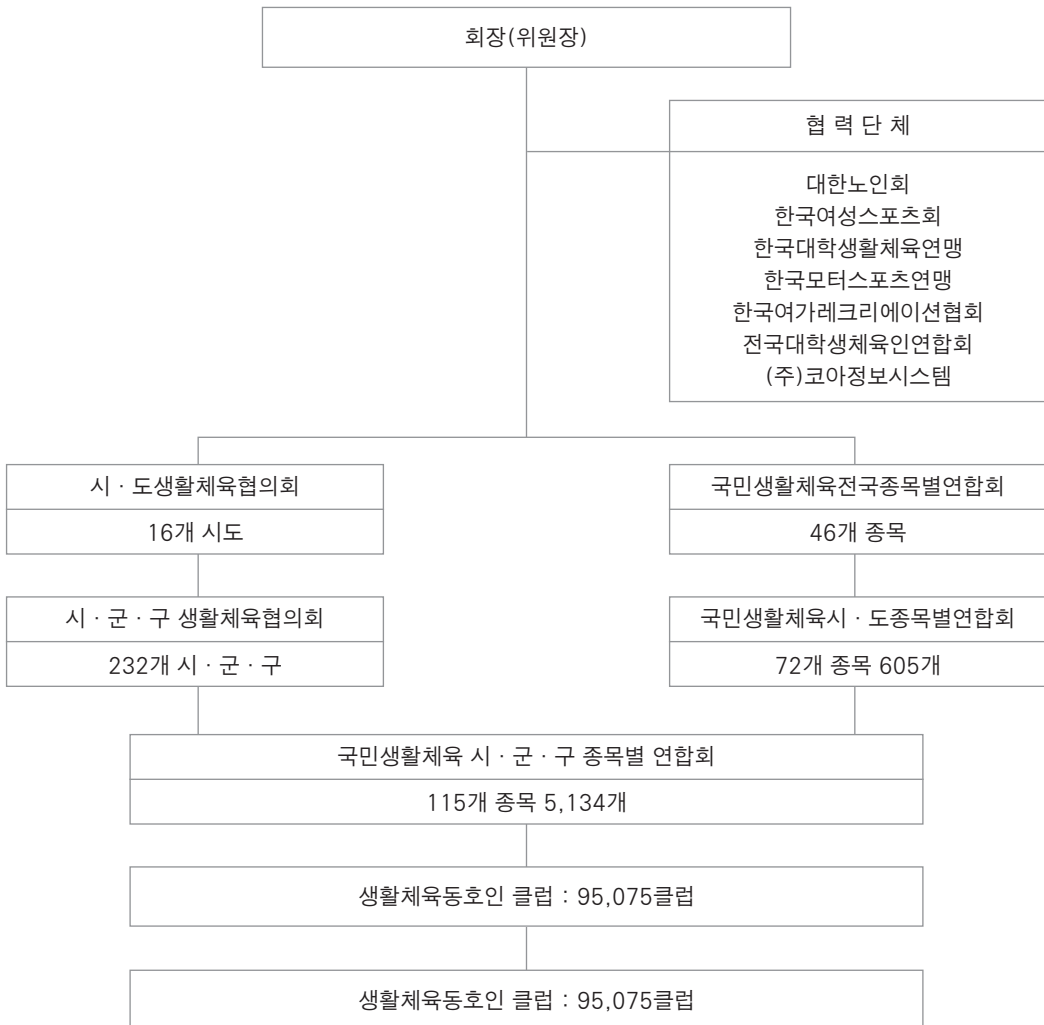 회장(위원장)
협 력 단 체
대한노인회
한국여성스포츠회
한국대학생활체육연맹
한국모터스포츠연맹
한국여가레크리에이션협회
전국대학생체육인연합회
(주)코아정보시스템
시 · 도생활체육협의회
16개 시도
국민생활체육전국종목별연합회
46개 종목
시 · 군 · 구 생활체육협의회
232개 시 · 군 · 구
국민생활체육시 · 도종목별연합회
72개 종목 605개
국민생활체육 시 · 군 · 구 종목별 연합회
115개 종목 5,134개
생활체육동호인 클럽 : 95,075클럽
생활체육동호인 클럽 : 95,075클럽